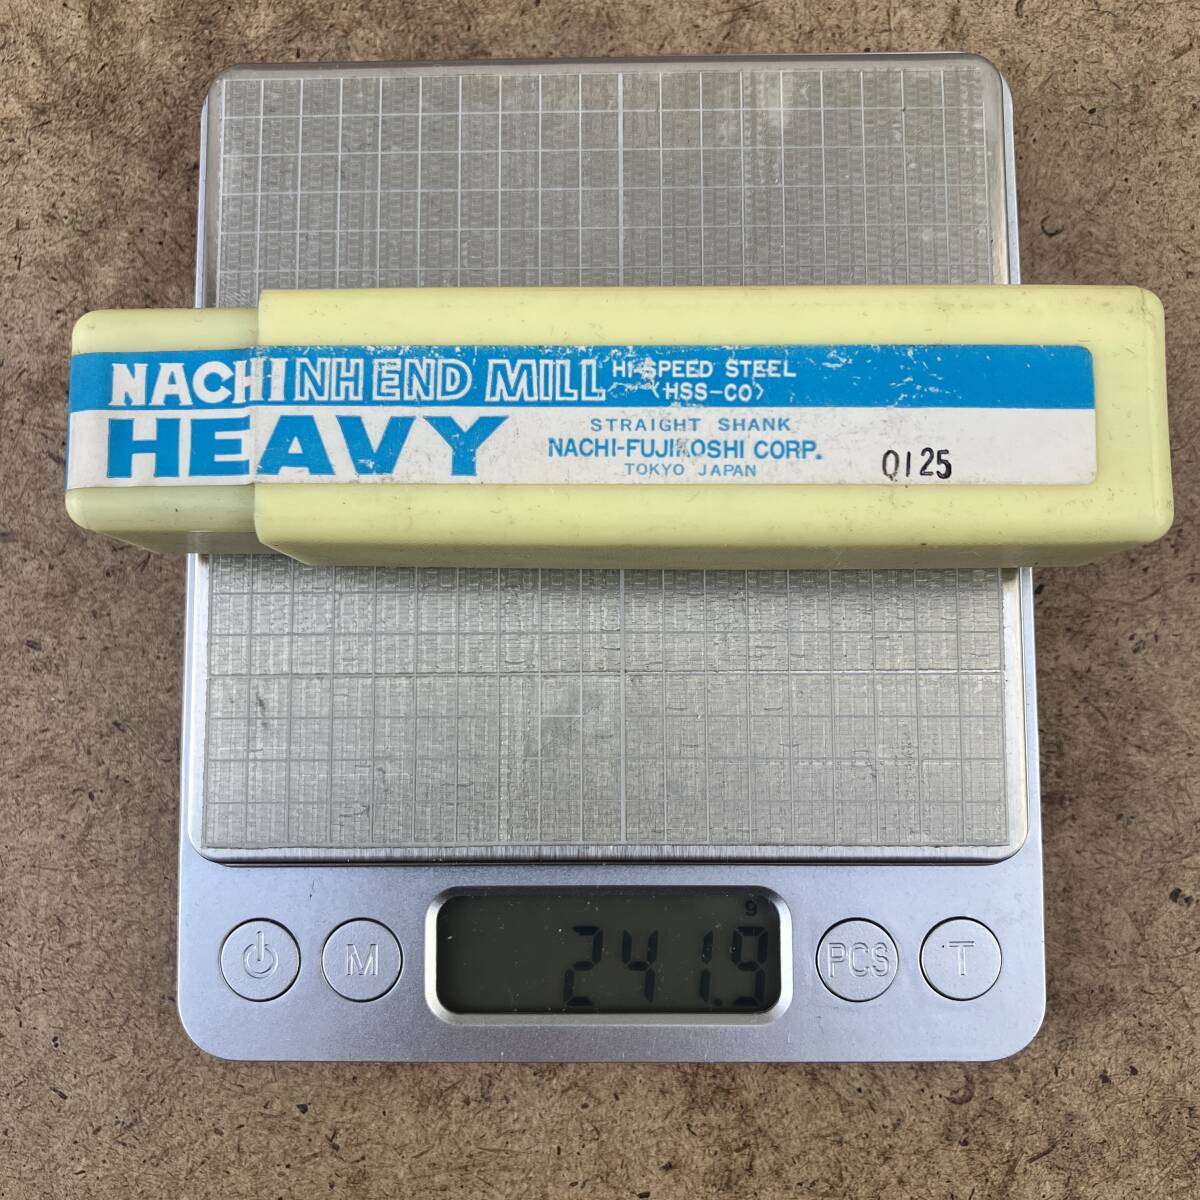 NACHI NH END MILL HI-SPEED STEEL
〈HSS-CO〉
HEAVY
STRAIGHT SHANK
NACHI-FUJIKOSHI CORP.
TOKYO JAPAN
0125
g
241.9
M
PCS
T